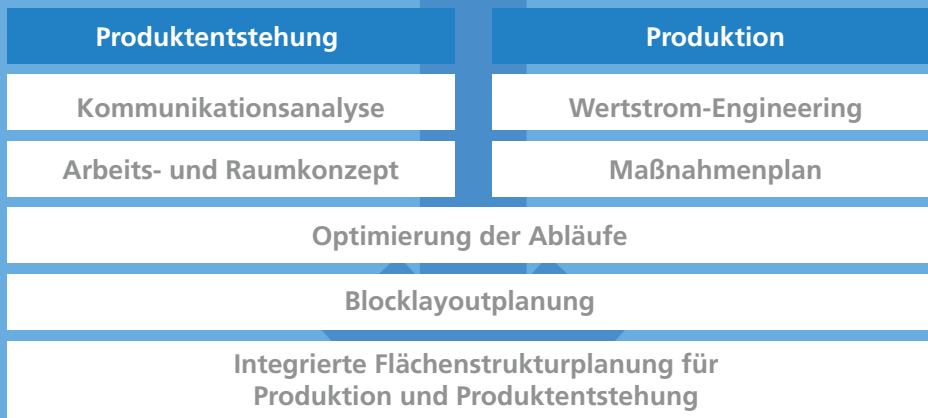 Produktentstehung
Produktion
Kommunikationsanalyse
Wertstrom-Engineering
Arbeits- und Raumkonzept
Maßnahmenplan
Optimierung der Abläufe
Blocklayoutplanung
Integrierte Flächenstrukturplanung für
Produktion und Produktentstehung